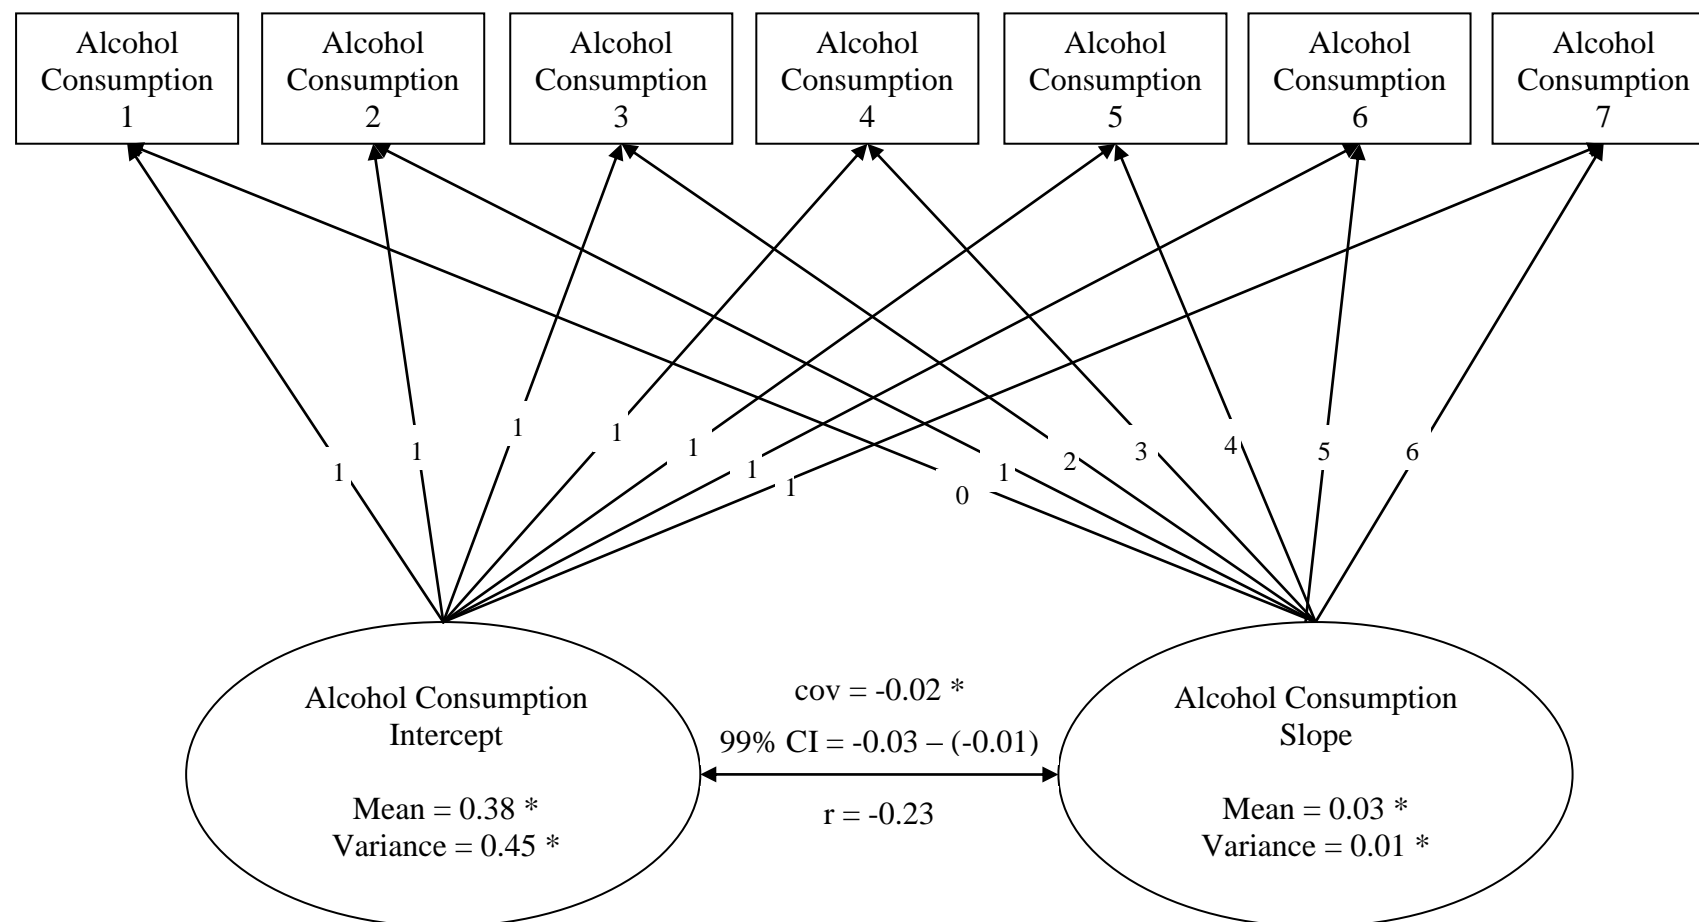 Alcohol
Consumption
1
Alcohol
Consumption
2
Alcohol
Consumption
3
Alcohol
Consumption
4
Alcohol
Consumption
5
Alcohol
Consumption
6
Alcohol
Consumption
7
1
1
1
1
1
1
1
0
1
2
3
4
5
6
Alcohol Consumption
Intercept
Mean = 0.38 *
Variance = 0.45 *
cov = -0.02 *
99% CI = -0.03 – (-0.01)
r = -0.23
Alcohol Consumption
Slope
Mean = 0.03 *
Variance = 0.01 *